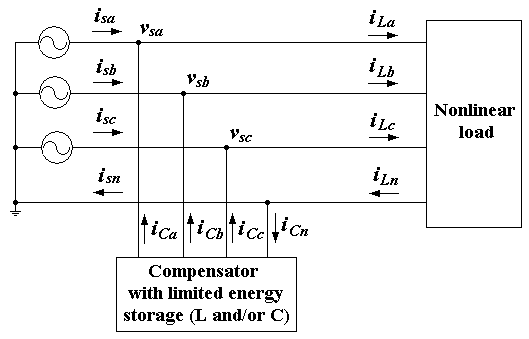 isa
vsa
iLa
isb
vsb
iLb
Nonlinear
load
isc
vsc
iLc
isn
iLn
iCa
iCb
iCc
iCn
Compensator
with limited energy
storage (L and/or C)